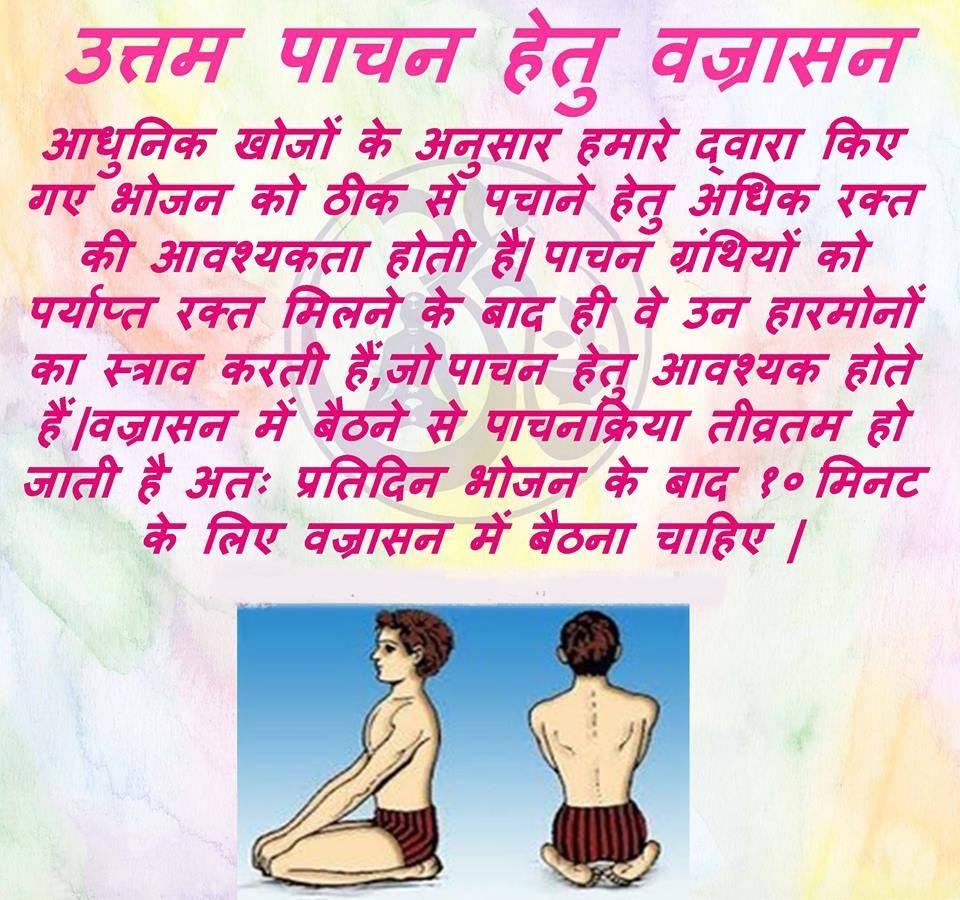 उत्तम पाचन हेतु वज्रासन
आधुनिक खोजों के अनुसार हमारे द्वारा किए
गए भोजन को ठीक से पचाने हेतु अधिक रक्त
की आवश्यकता होती है| पाचन ग्रंथियों को
पर्याप्त रक्त मिलने के बाद ही वे उन हारमोनों
का स्त्राव करती हैं,जो पाचन हेतु आवश्यक होते
हैं |वज्रासन में बैठने से पाचनक्रिया तीव्रतम हो
जाती है अतः प्रतिदिन भोजन के बाद १० मिनट
के लिए वज्रासन में बैठना चाहिए |